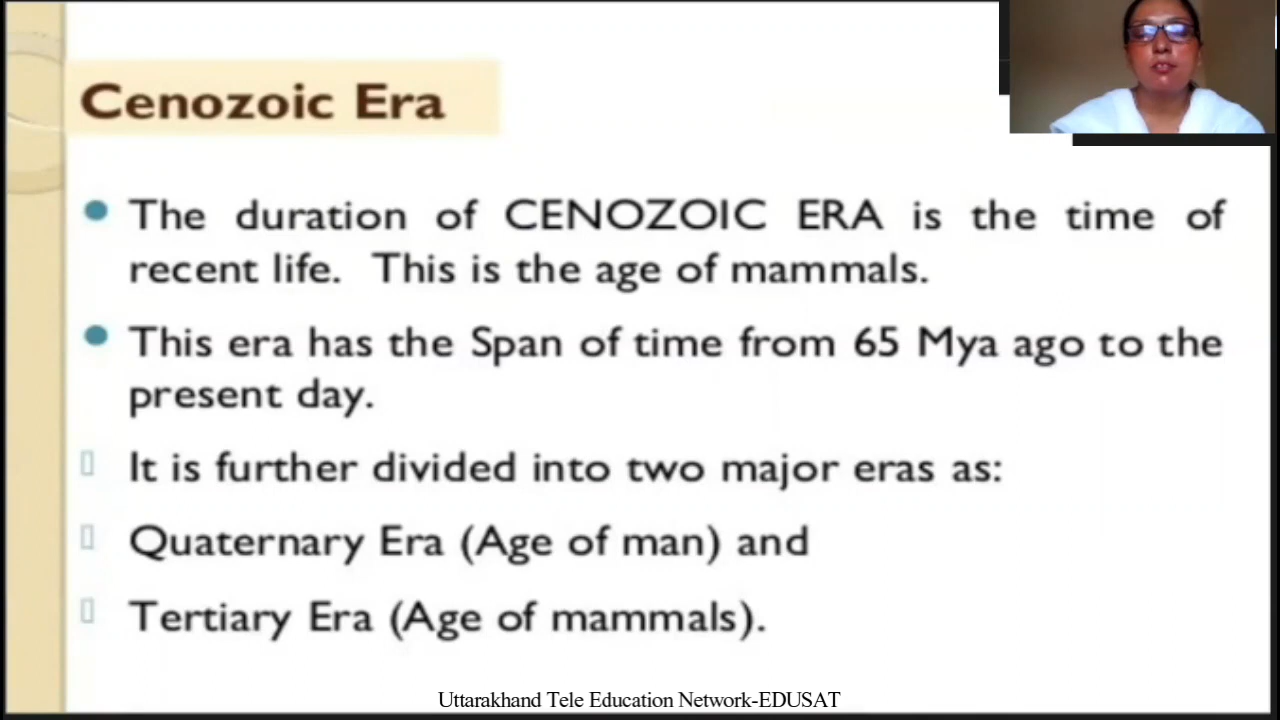 Cenozoic Era
The duration of CENOZOIC ERA is the time of
recent life. This is the age of mammals.
This era has the Span of time from 65 Mya ago to the
present day.
It is further divided into two major eras as:
Quaternary Era (Age of man) and
Tertiary Era (Age of mammals).
Uttarakhand Tele Education Network-EDUSAT